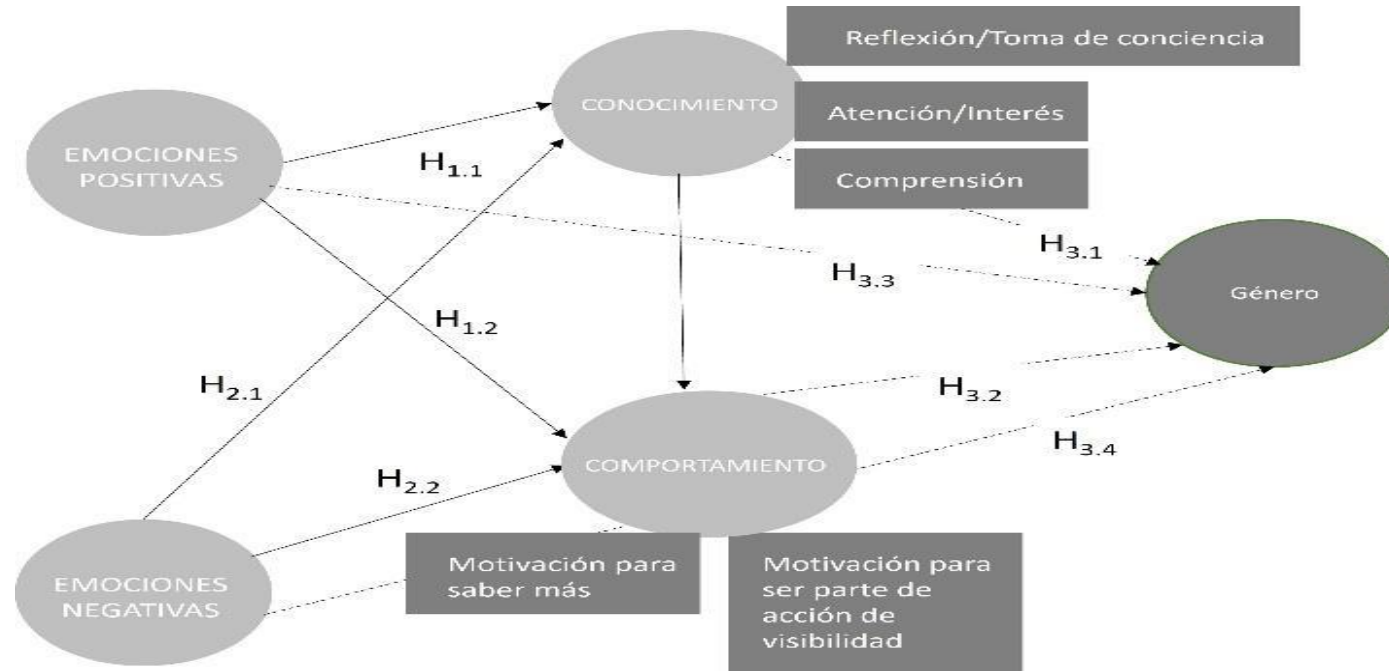 Reflexión/Toma de conciencia
CONOCIMIENTO
Atención/Interés
EMOCIONES
POSITIVAS
H1.1
Comprensión
H3.1
H3.3
Género
H1.2
H2.1
H3.2
H3.4
COMPORTAMIENTO
H2.2
Motivación para
saber más
Motivación para
ser parte de
acción de
visibilidad
EMOCIONES
NEGATIVAS